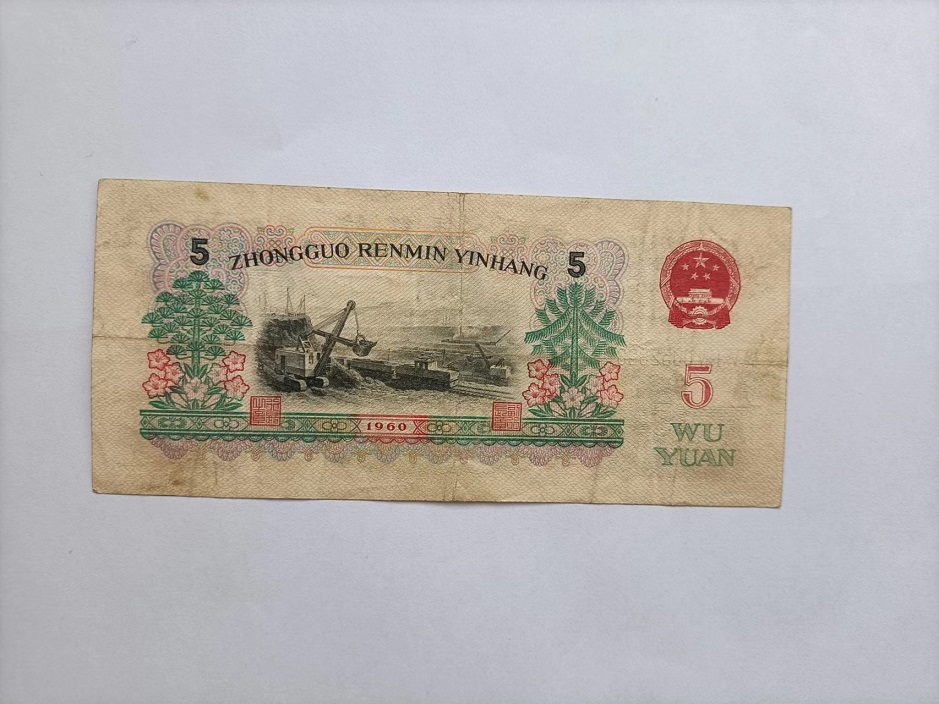 5 ZHONGGUO RENMIN YINHANG 5
1960
5
WU
YUAN